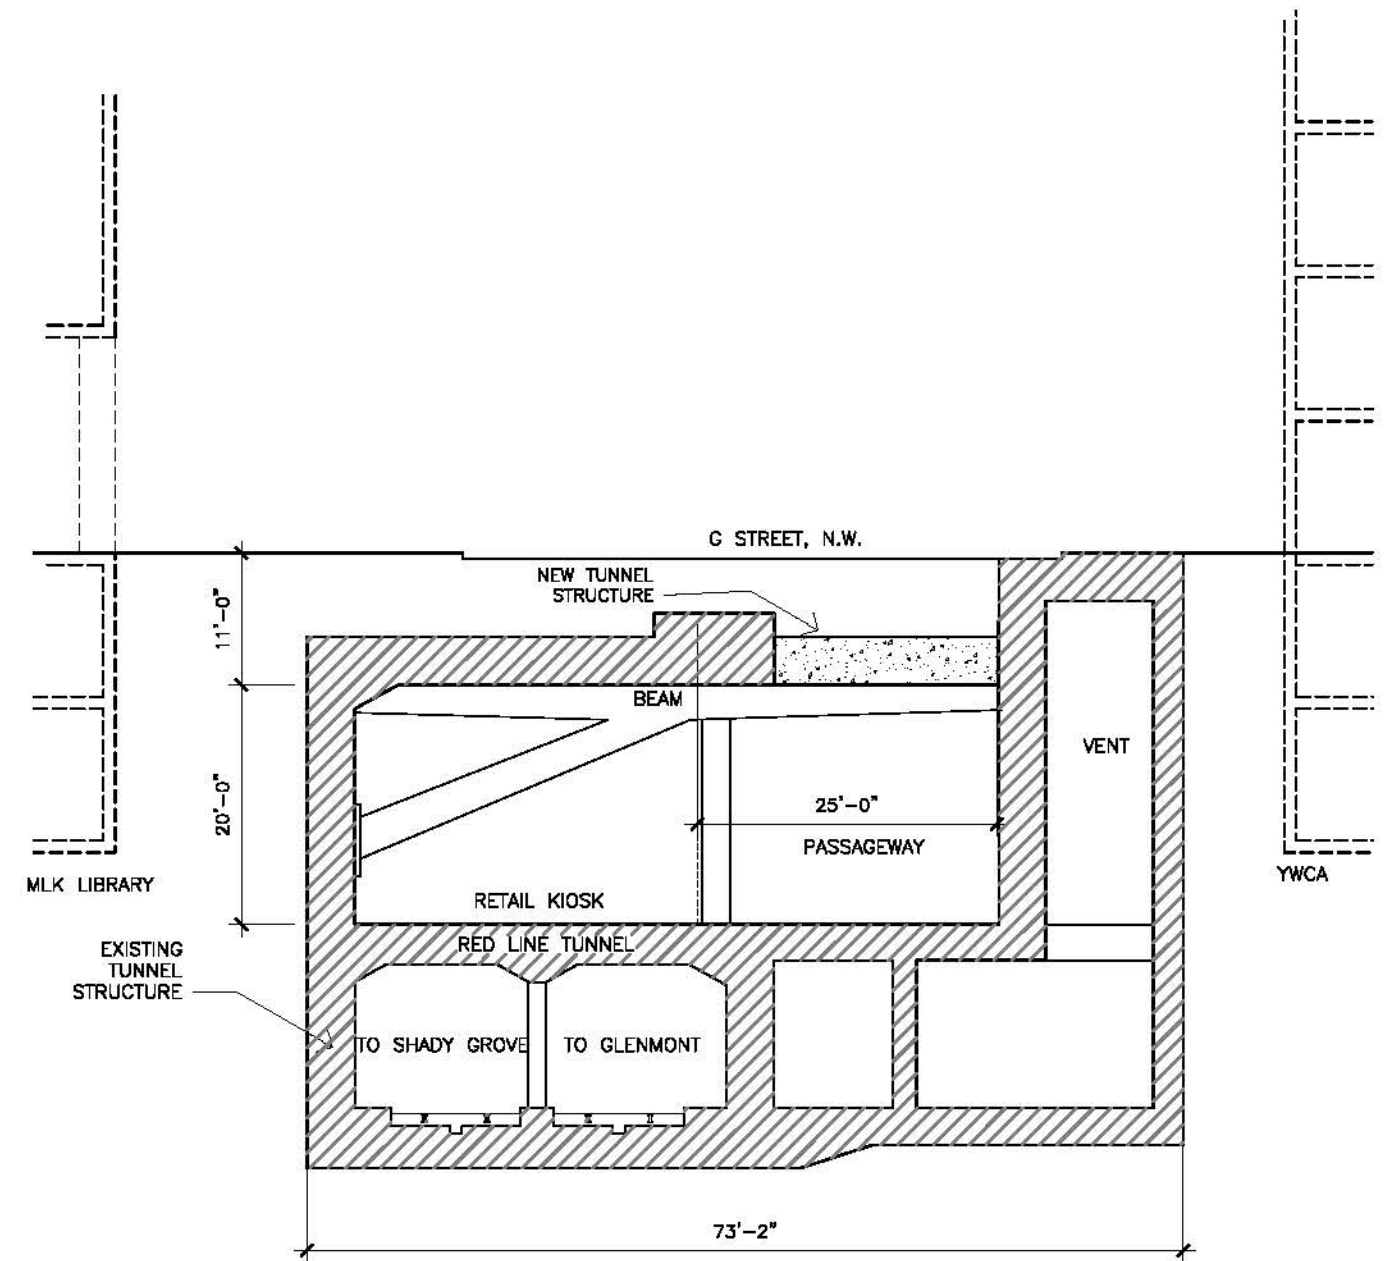 G STREET, N.W.
NEW TUNNEL
STRUCTURE
11'-0"
BEAM
VENT
20'-0"
25'-0"
PASSAGEWAY
MLK LIBRARY
YWCA
RETAIL KIOSK
RED LINE TUNNEL
EXISTING
TUNNEL
STRUCTURE
TO SHADY GROVE
TO GLENMONT
73'-2"